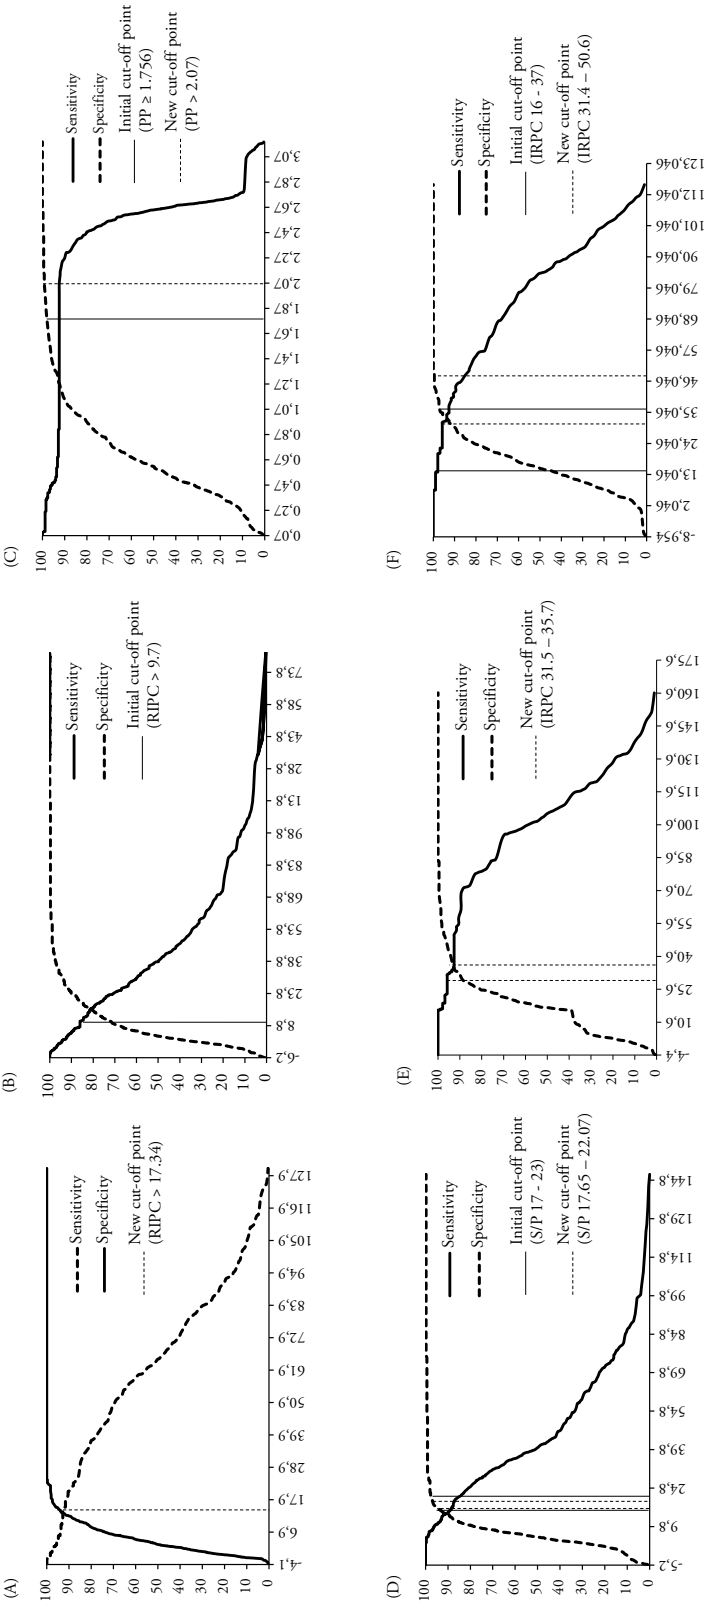 (A)
100
90
80
70
60
50
40
30
20
10
0
-4,1 6,9 17,9 28,9 39,9 50,9 61,9 72,9 83,9 94,9 105,9 116,9 127,9
Sensitivity
Specificity
New cut-off point
(RIPC > 17.34)
(B)
100
90
80
70
60
50
40
30
20
10
0
-6,2 8,8 23,8 38,8 53,8 68,8 83,8 98,8 13,8 28,8 43,8 58,8 73,8
Sensitivity
Specificity
Initial cut-off point
(RIPC > 9.7)
(C)
100
90
80
70
60
50
40
30
20
10
0
0,07 0,27 0,47 0,67 0,87 1,07 1,27 1,47 1,67 1,87 2,07 2,27 2,47 2,67 2,87 3,07
Sensitivity
Specificity
Initial cut-off point
(PP ≥ 1.756)
New cut-off point
(PP > 2.07)
(D)
100
90
80
70
60
50
40
30
20
10
0
-5,2 9,8 24,8 39,8 54,8 69,8 84,8 99,8 114,8 129,8 144,8
Sensitivity
Specificity
Initial cut-off point
(S/P 17 - 23)
New cut-off point
(S/P 17.65 – 22.07)
(E)
100
90
80
70
60
50
40
30
20
10
0
-4,4 10,6 25,6 40,6 55,6 70,6 85,6 100,6 115,6 130,6 145,6 160,6 175,6
Sensitivity
Specificity
New cut-off point
(IRPC 31.5 – 35.7)
(F)
100
90
80
70
60
50
40
30
20
10
0
-8,954 2,046 13,046 24,046 35,046 46,046 57,046 68,046 79,046 90,046 101,046 112,046 123,046
Sensitivity
Specificity
Initial cut-off point
(IRPC 16 - 37)
New cut-off point
(IRPC 31.4 – 50.6)